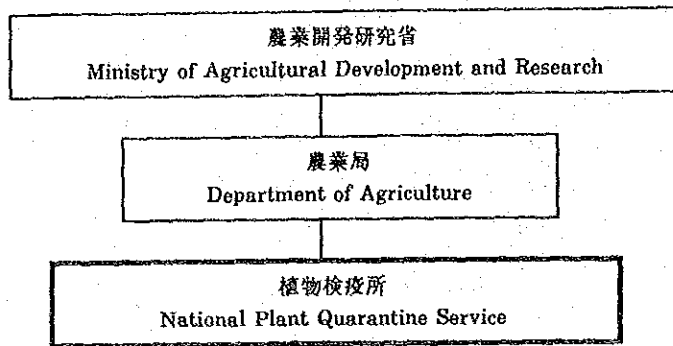 農業開発研究省
Ministry of Agricultural Development and Research
農業局
Department of Agriculture
植物検疫所
National Plant Quarantine Service